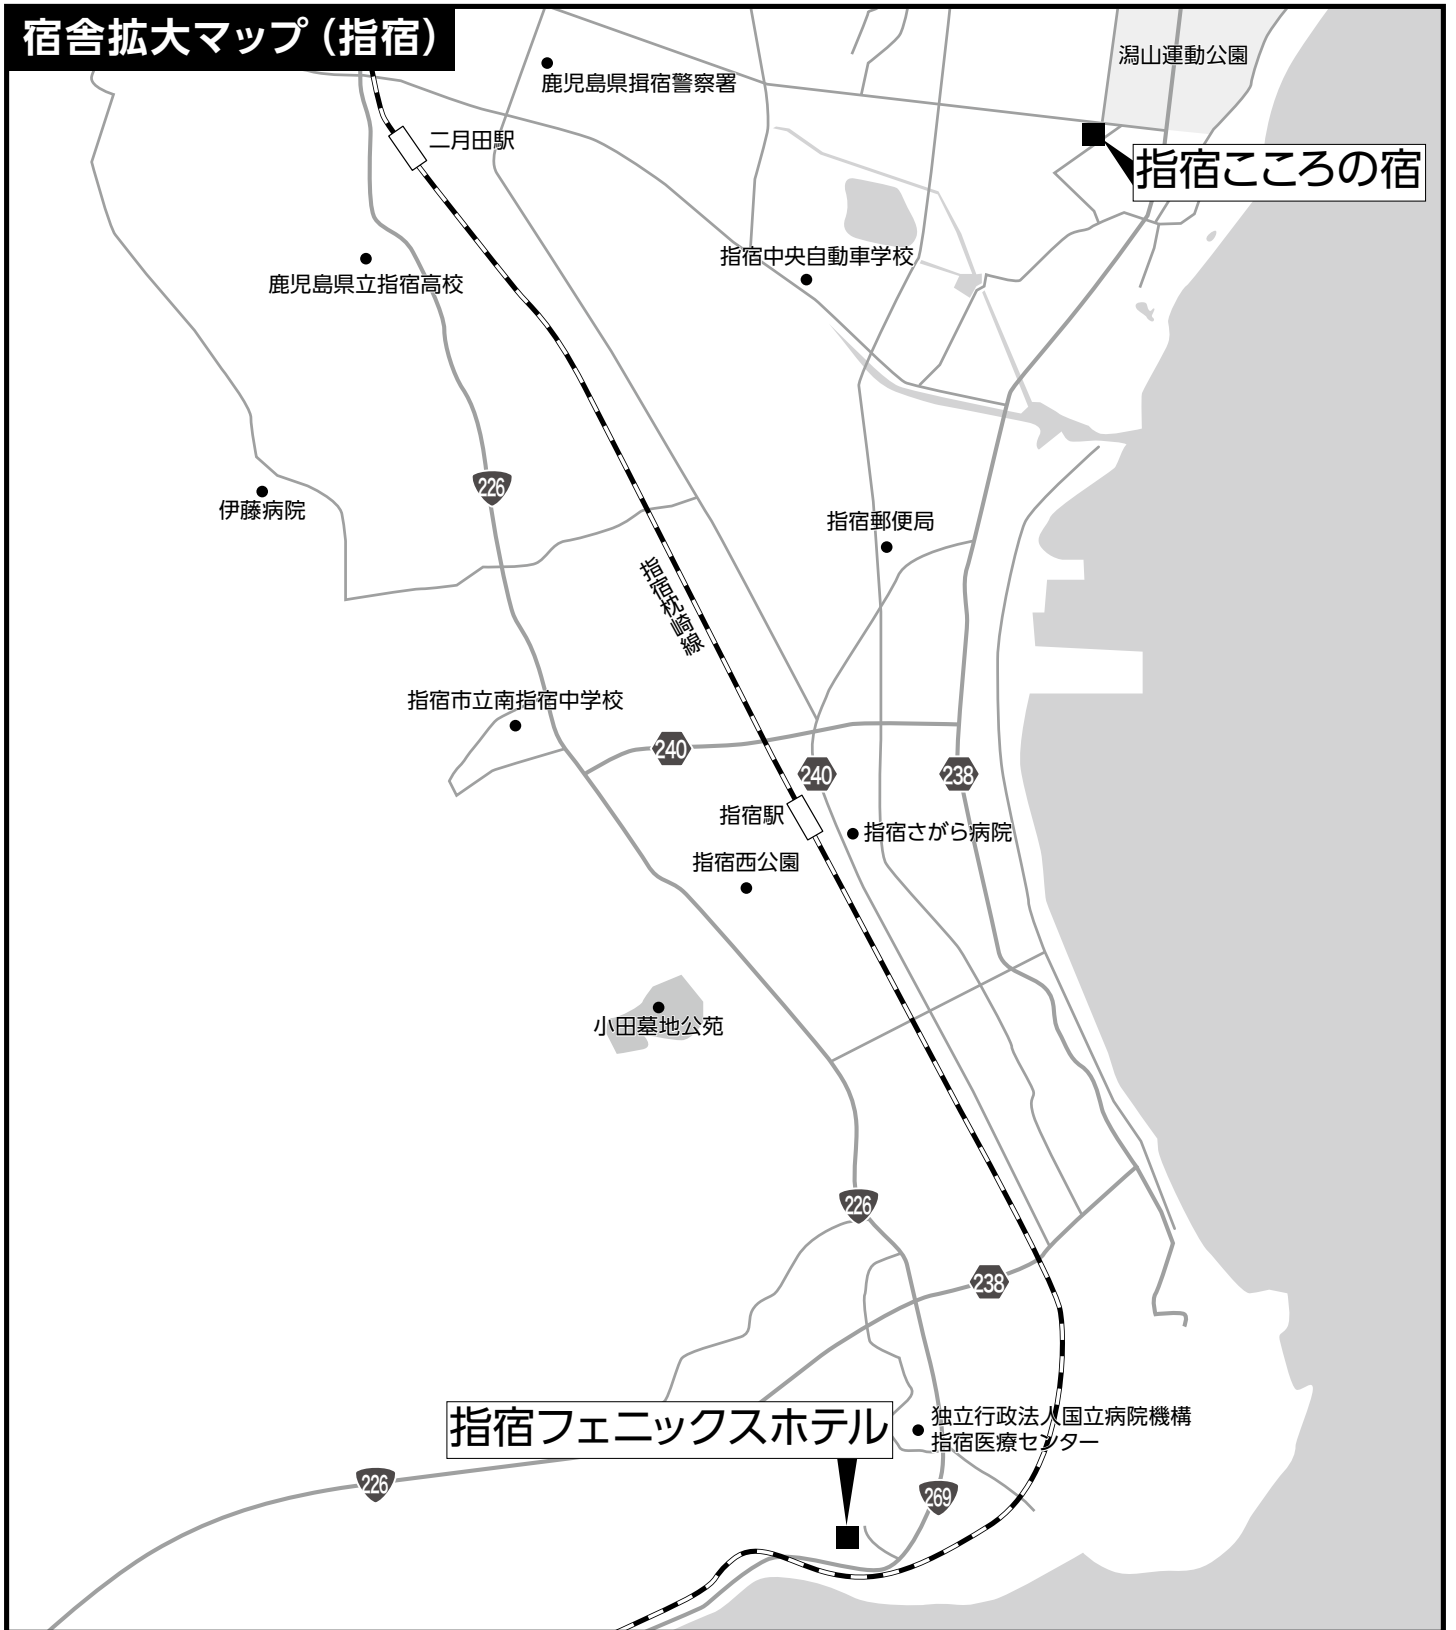 宿舎拡大マップ（指宿）
鹿児島県揖宿警察署
潟山運動公園
二月田駅
指宿こころの宿
指宿中央自動車学校
鹿児島県立指宿高校
226
伊藤病院
指宿郵便局
指宿枕崎線
指宿市立南指宿中学校
240
240
238
指宿駅
指宿さがら病院
指宿西公園
小田墓地公苑
226
238
指宿フェニックスホテル
独立行政法人国立病院機構
指宿医療センター
226
269